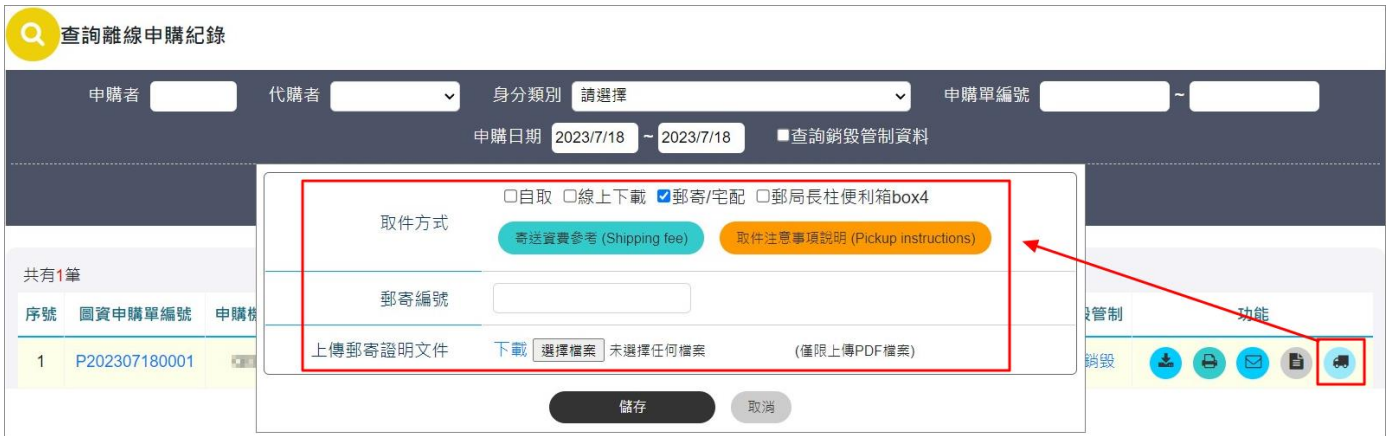 查詢離線申購紀錄
申購者 代購者 身分類別 請選擇 申購單編號 ~
申購日期 2023/7/18 ~ 2023/7/18 查詢銷毀管制資料
取件方式 自取 線上下載 郵寄/宅配 郵局長柱便利箱box4
寄送資費參考 (Shipping fee) 取件注意事項說明 (Pickup instructions)
郵寄編號
上傳郵寄證明文件 下載 選擇檔案 未選擇任何檔案 (僅限上傳PDF檔案)
儲存 取消
共有1筆
序號 圖資申購單編號 申購 管制 功能
1 P202307180001 銷毀